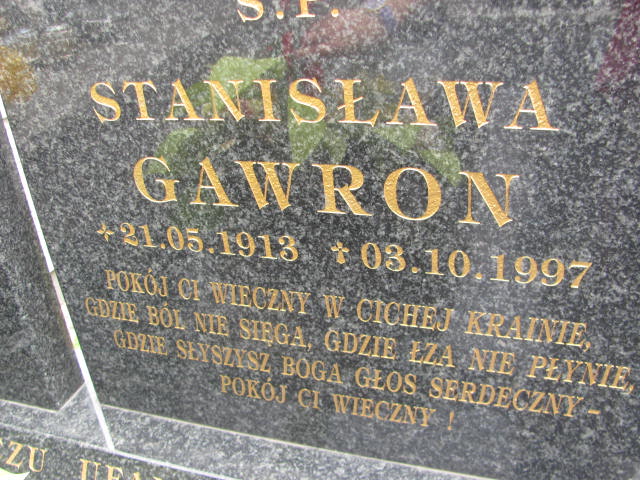 Ś.P.
STANISŁAWA
GAWRON
21.05.1913 03.10.1997
POKÓJ CI WIECZNY W CICHEJ KRAINIE,
GDZIE BÓL NIE SIĘGA, GDZIE ŁZA NIE PŁYNIE,
GDZIE SŁYSZYSZ BOGA GŁOS SERDECZNY –
POKÓJ CI WIECZNY !